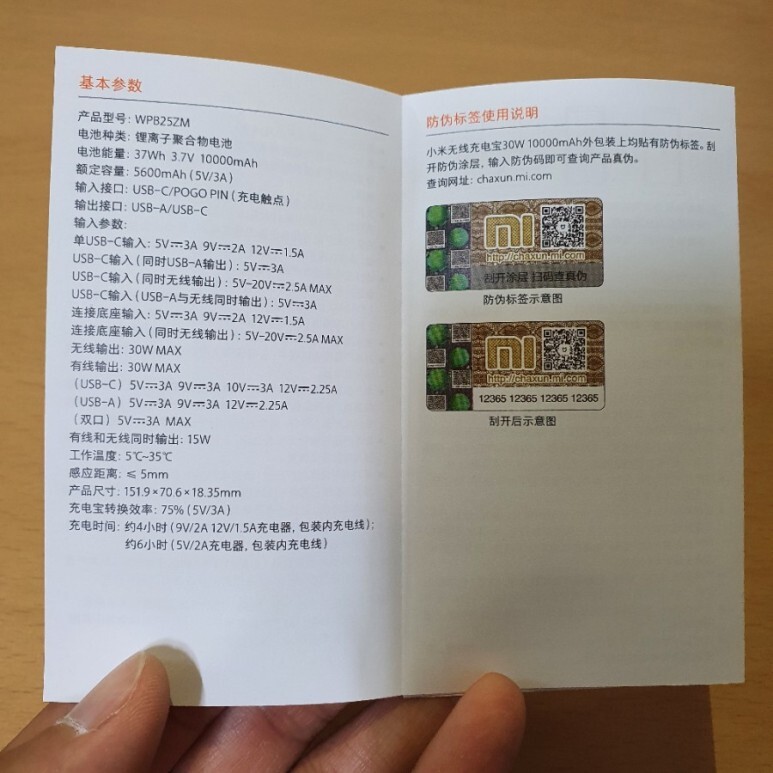 基本参数
产品型号: WPB25ZM
电池种类: 锂离子聚合物电池
电池能量: 37Wh 3.7V 10000mAh
额定容量: 5600mAh (5V/3A)
输入接口: USB-C/POGO PIN (充电触点)
输出接口: USB-A/USB-C
输入参数:
单USB-C输入: 5V⎓3A 9V⎓2A 12V⎓1.5A
USB-C输入 (同时USB-A输出) : 5V⎓3A
USB-C输入 (同时无线输出) : 5V-20V⎓2.5A MAX
USB-C输入 (USB-A与无线同时输出) : 5V⎓3A
连接底座输入: 5V⎓3A 9V⎓2A 12V⎓1.5A
连接底座输入 (同时无线输出) : 5V-20V⎓2.5A MAX
无线输出: 30W MAX
有线输出: 30W MAX
(USB-C) 5V⎓3A 9V⎓3A 10V⎓3A 12V⎓2.25A
(USB-A) 5V⎓3A 9V⎓3A 12V⎓2.25A
(双口) 5V⎓3A MAX
有线和无线同时输出: 15W
工作温度: 5℃~35℃
感应距离: ≤ 5mm
产品尺寸: 151.9×70.6×18.35mm
充电宝转换效率: 75% (5V/3A)
充电时间: 约4小时 (9V/2A 12V/1.5A充电器, 包装内充电线) ;
约6小时 (5V/2A充电器, 包装内充电线)
防伪标签使用说明
小米无线充电宝30W 10000mAh外包装上均贴有防伪标签。刮
开防伪涂层, 输入防伪码即可查询产品真伪。
查询网址: chaxun.mi.com
mi
http://chaxun.mi.com
刮开涂层 扫码查真伪
防伪标签示意图
mi
http://chaxun.mi.com
12365 12365 12365 12365
刮开后示意图